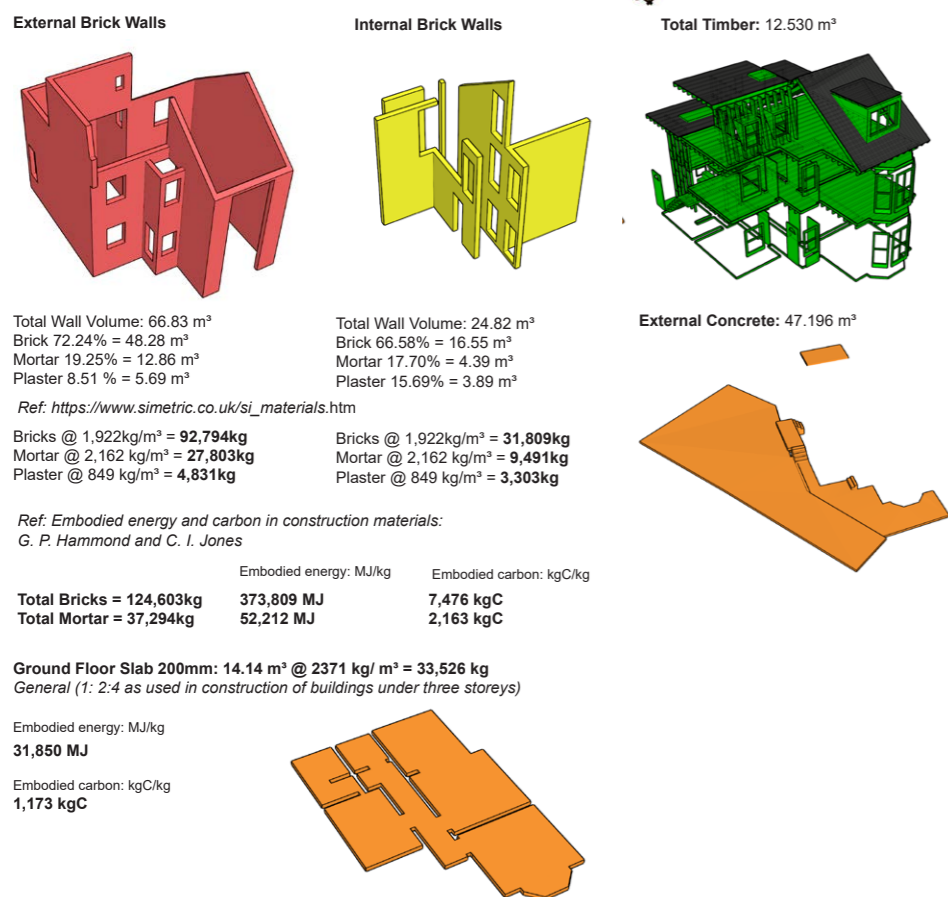 External Brick Walls
Internal Brick Walls
Total Timber: 12.530 m³
Total Wall Volume: 66.83 m³
Brick 72.24% = 48.28 m³
Mortar 19.25% = 12.86 m³
Plaster 8.51 % = 5.69 m³
Total Wall Volume: 24.82 m³
Brick 66.58% = 16.55 m³
Mortar 17.70% = 4.39 m³
Plaster 15.69% = 3.89 m³
External Concrete: 47.196 m³
Ref: https://www.simetric.co.uk/si_materials.htm
Bricks @ 1,922kg/m³ = 92,794kg
Mortar @ 2,162 kg/m³ = 27,803kg
Plaster @ 849 kg/m³ = 4,831kg
Bricks @ 1,922kg/m³ = 31,809kg
Mortar @ 2,162 kg/m³ = 9,491kg
Plaster @ 849 kg/m³ = 3,303kg
Ref: Embodied energy and carbon in construction materials:
G. P. Hammond and C. I. Jones
Embodied energy: MJ/kg Embodied carbon: kgC/kg
Total Bricks = 124,603kg 373,809 MJ 7,476 kgC
Total Mortar = 37,294kg 52,212 MJ 2,163 kgC
Ground Floor Slab 200mm: 14.14 m³ @ 2371 kg/ m³ = 33,526 kg
General (1: 2:4 as used in construction of buildings under three storeys)
Embodied energy: MJ/kg
31,850 MJ
Embodied carbon: kgC/kg
1,173 kgC